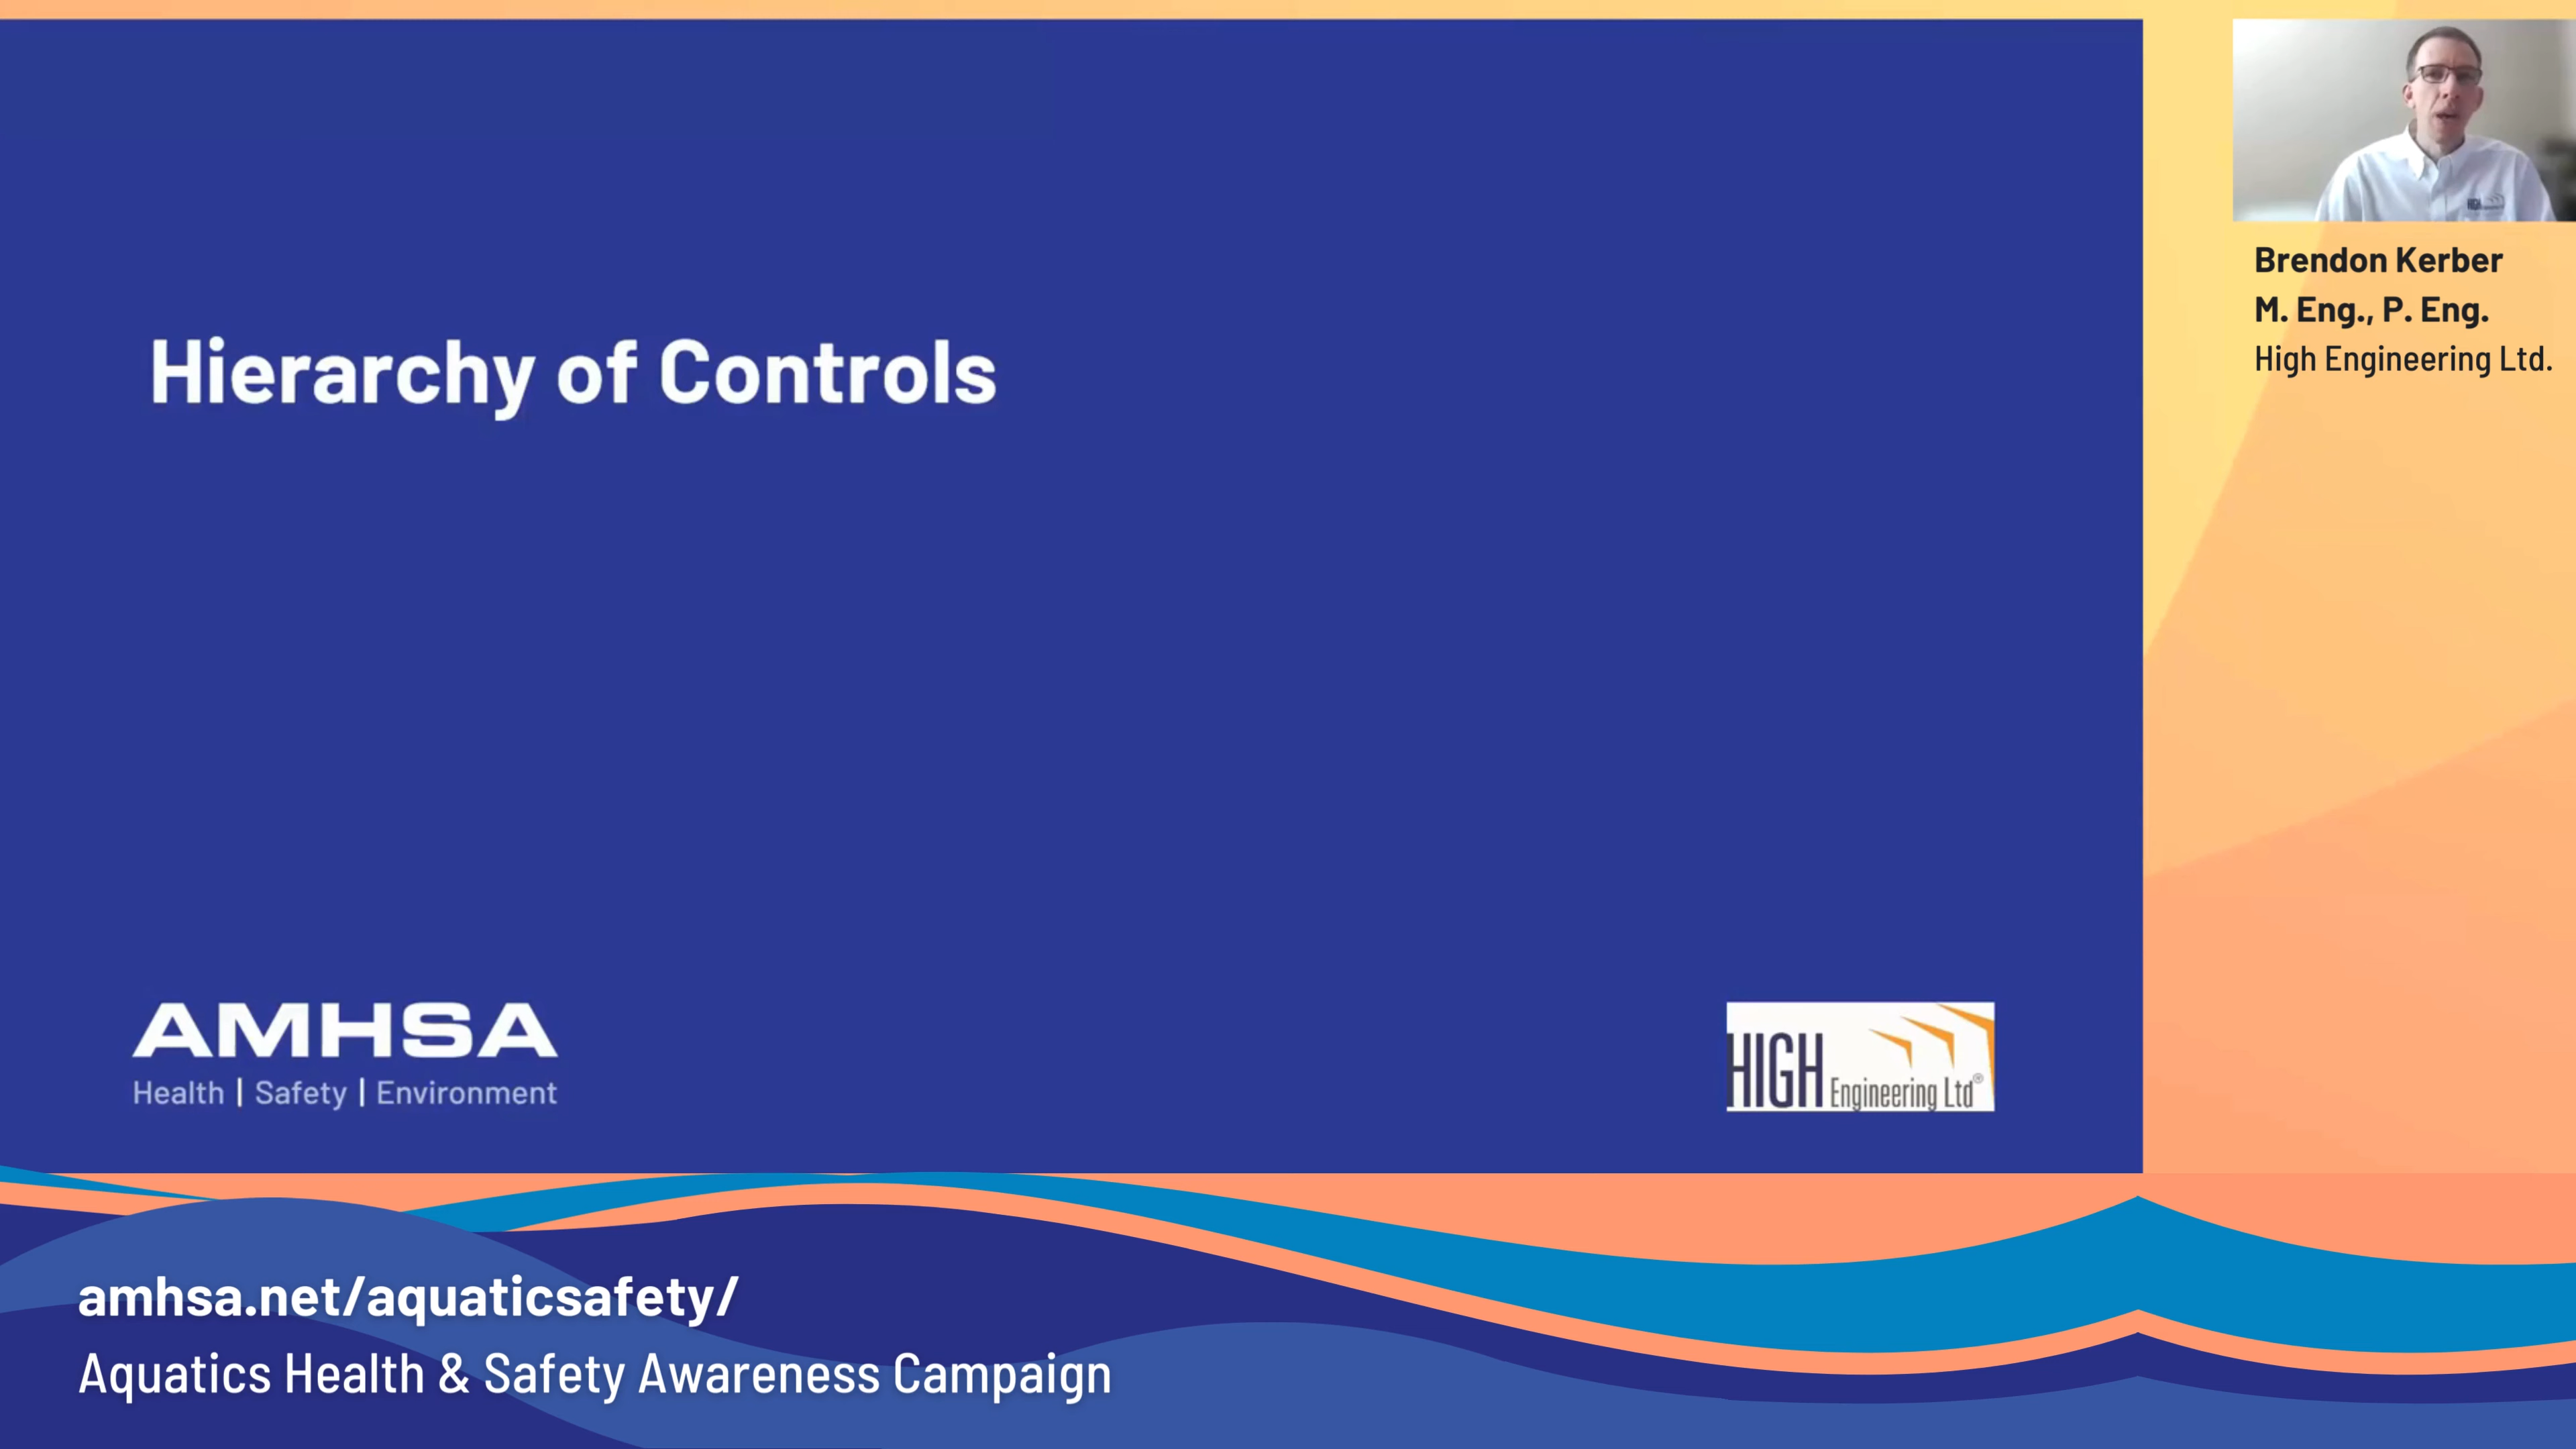 Hierarchy of Controls
AMHSA
Health | Safety | Environment
HIGH Engineering Ltd®
Brendon Kerber
M. Eng., P. Eng.
High Engineering Ltd.
amhsa.net/aquaticsafety/
Aquatics Health & Safety Awareness Campaign